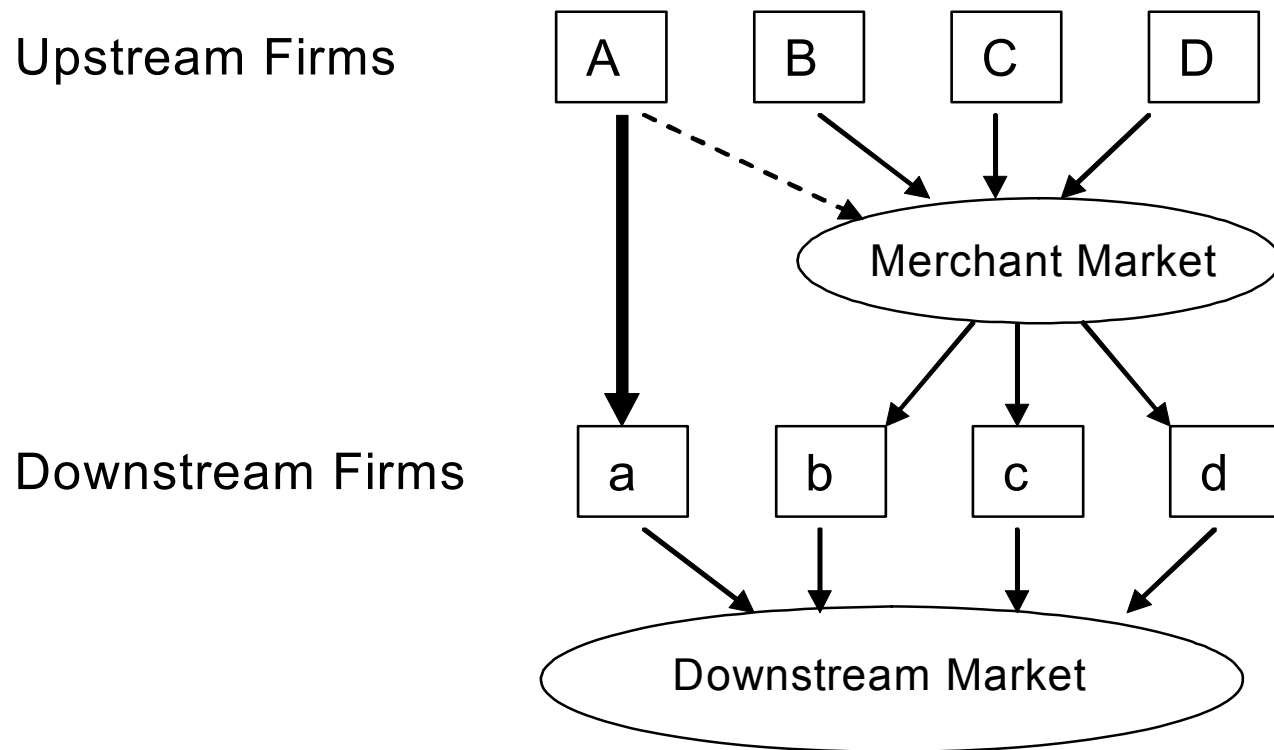 Upstream Firms
A
B
C
D
Merchant Market
Downstream Firms
a
b
c
d
Downstream Market